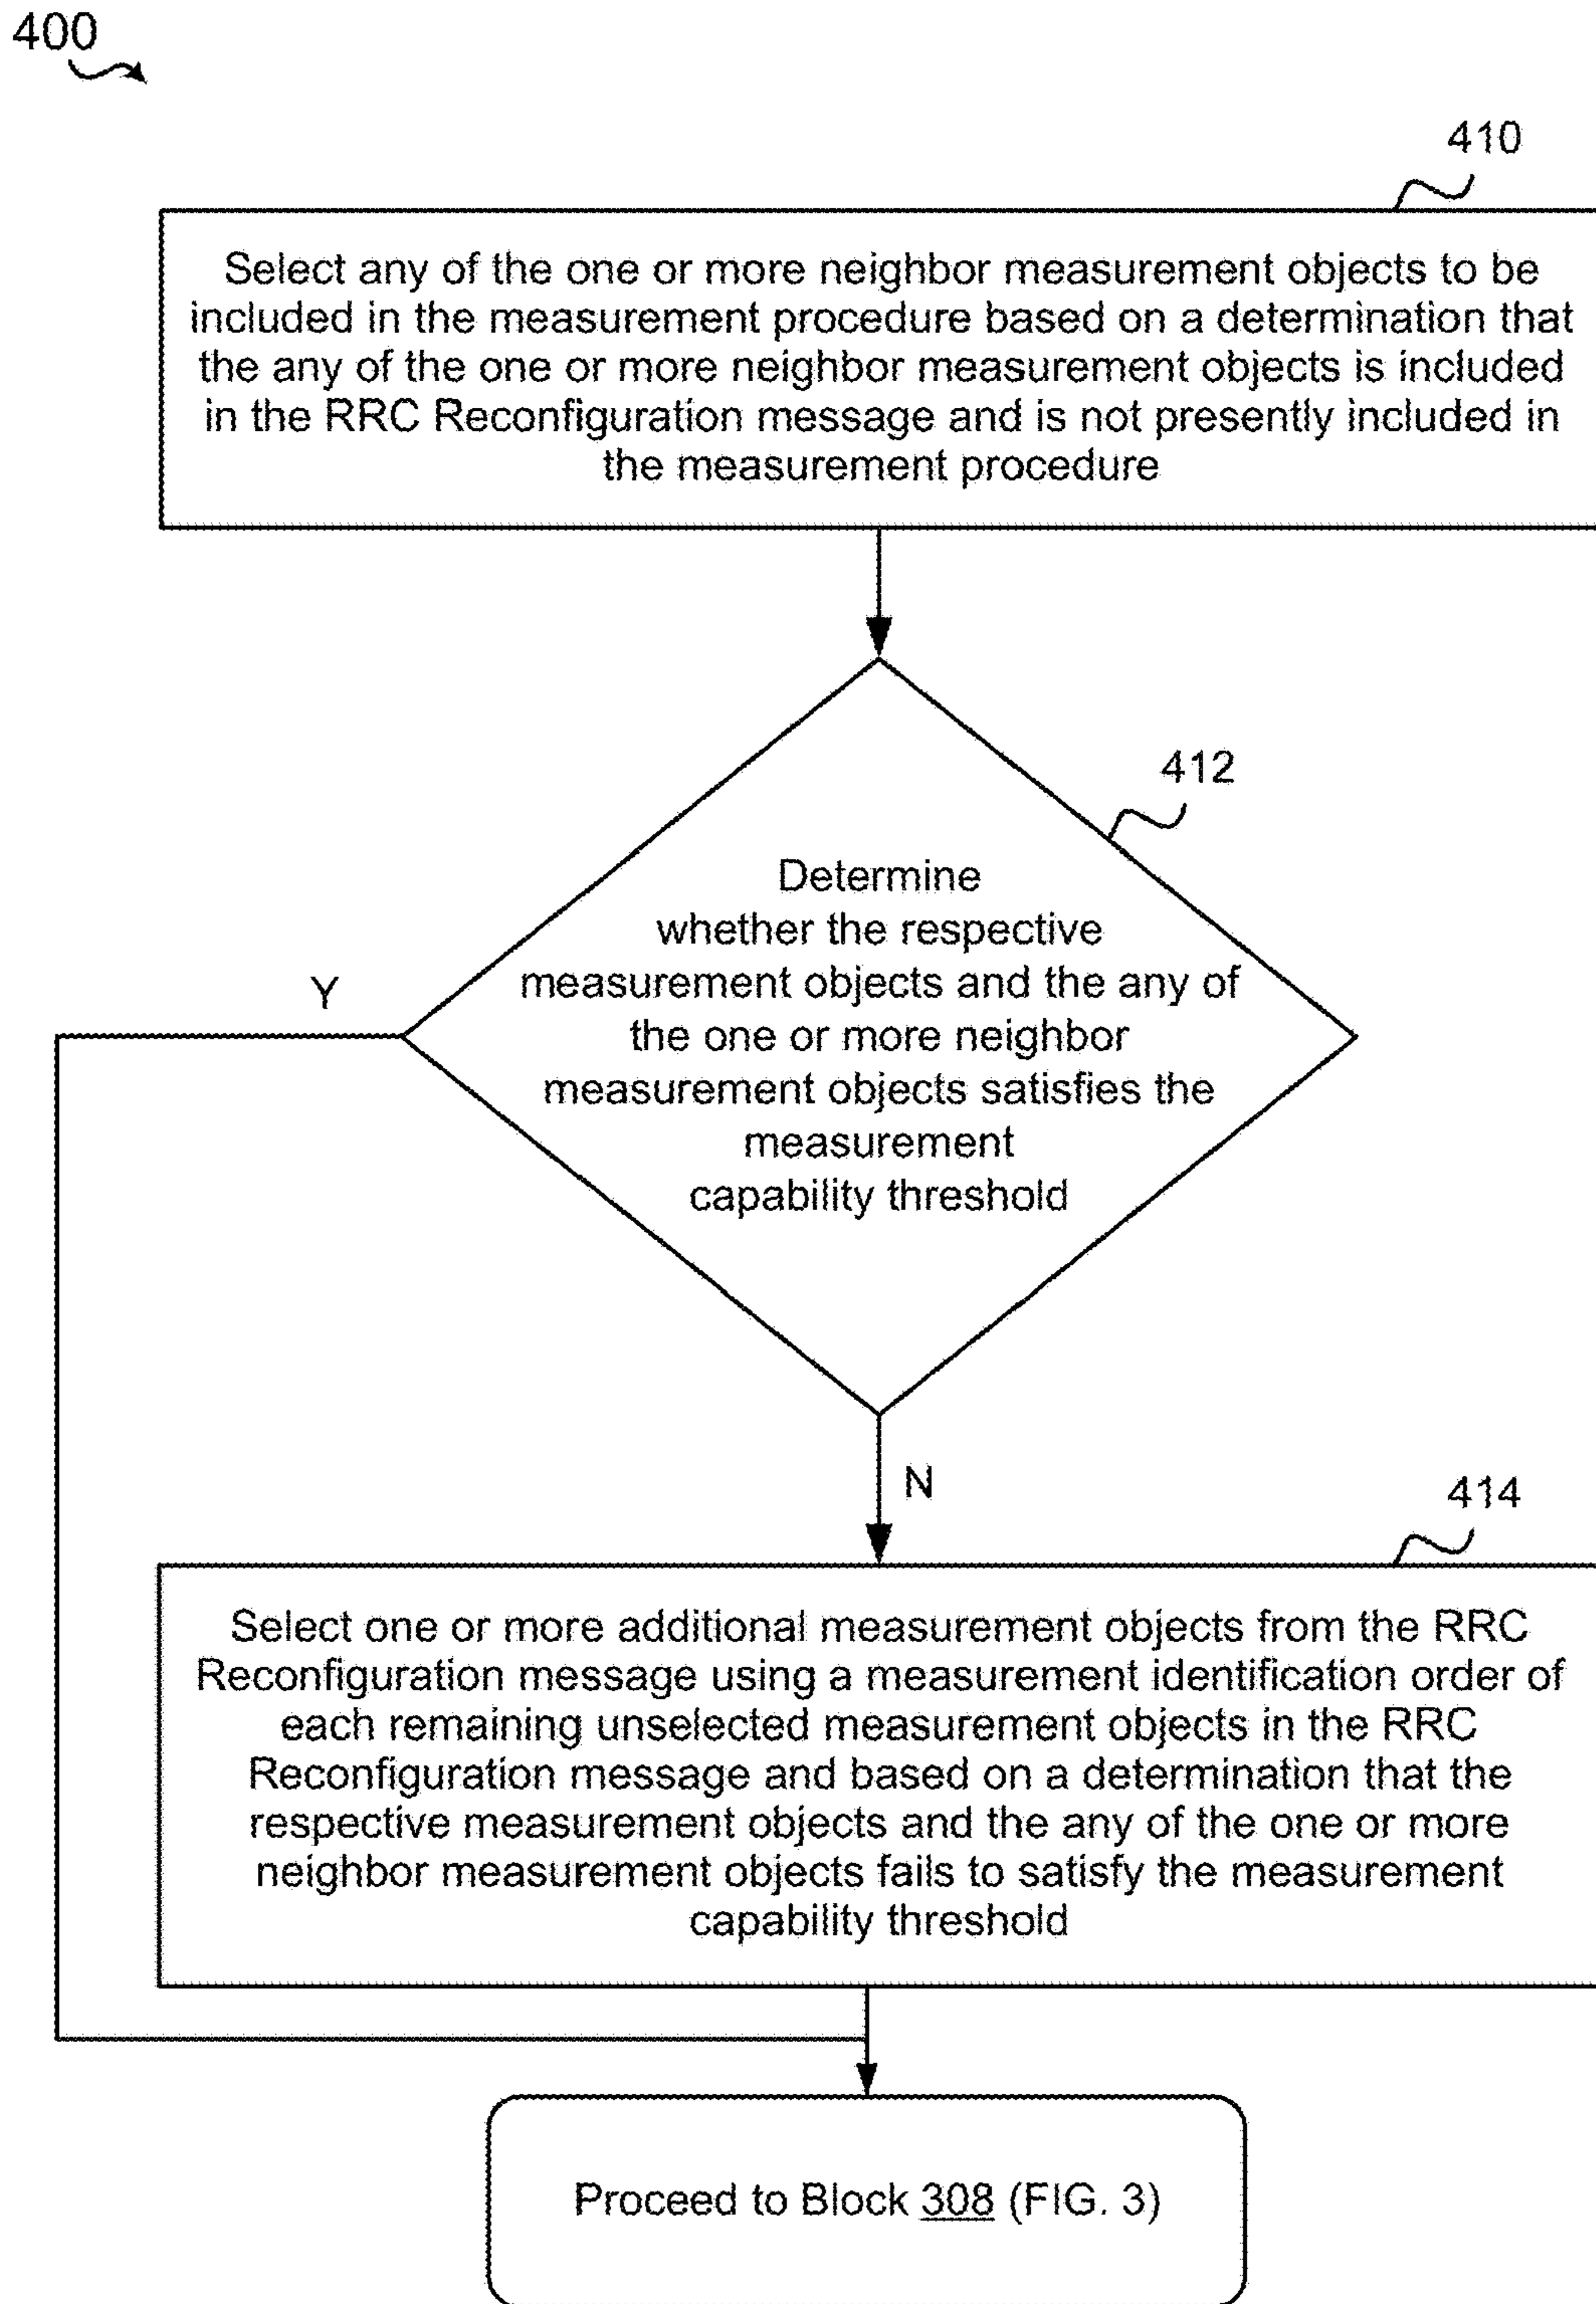 400
410
Select any of the one or more neighbor measurement objects to be
included in the measurement procedure based on a determination that
the any of the one or more neighbor measurement objects is included
in the RRC Reconfiguration message and is not presently included in
the measurement procedure
412
Determine
whether the respective
measurement objects and the any of
the one or more neighbor
measurement objects satisfies the
measurement
capability threshold
Y
N
414
Select one or more additional measurement objects from the RRC
Reconfiguration message using a measurement identification order of
each remaining unselected measurement objects in the RRC
Reconfiguration message and based on a determination that the
respective measurement objects and the any of the one or more
neighbor measurement objects fails to satisfy the measurement
capability threshold
Proceed to Block 308 (FIG. 3)